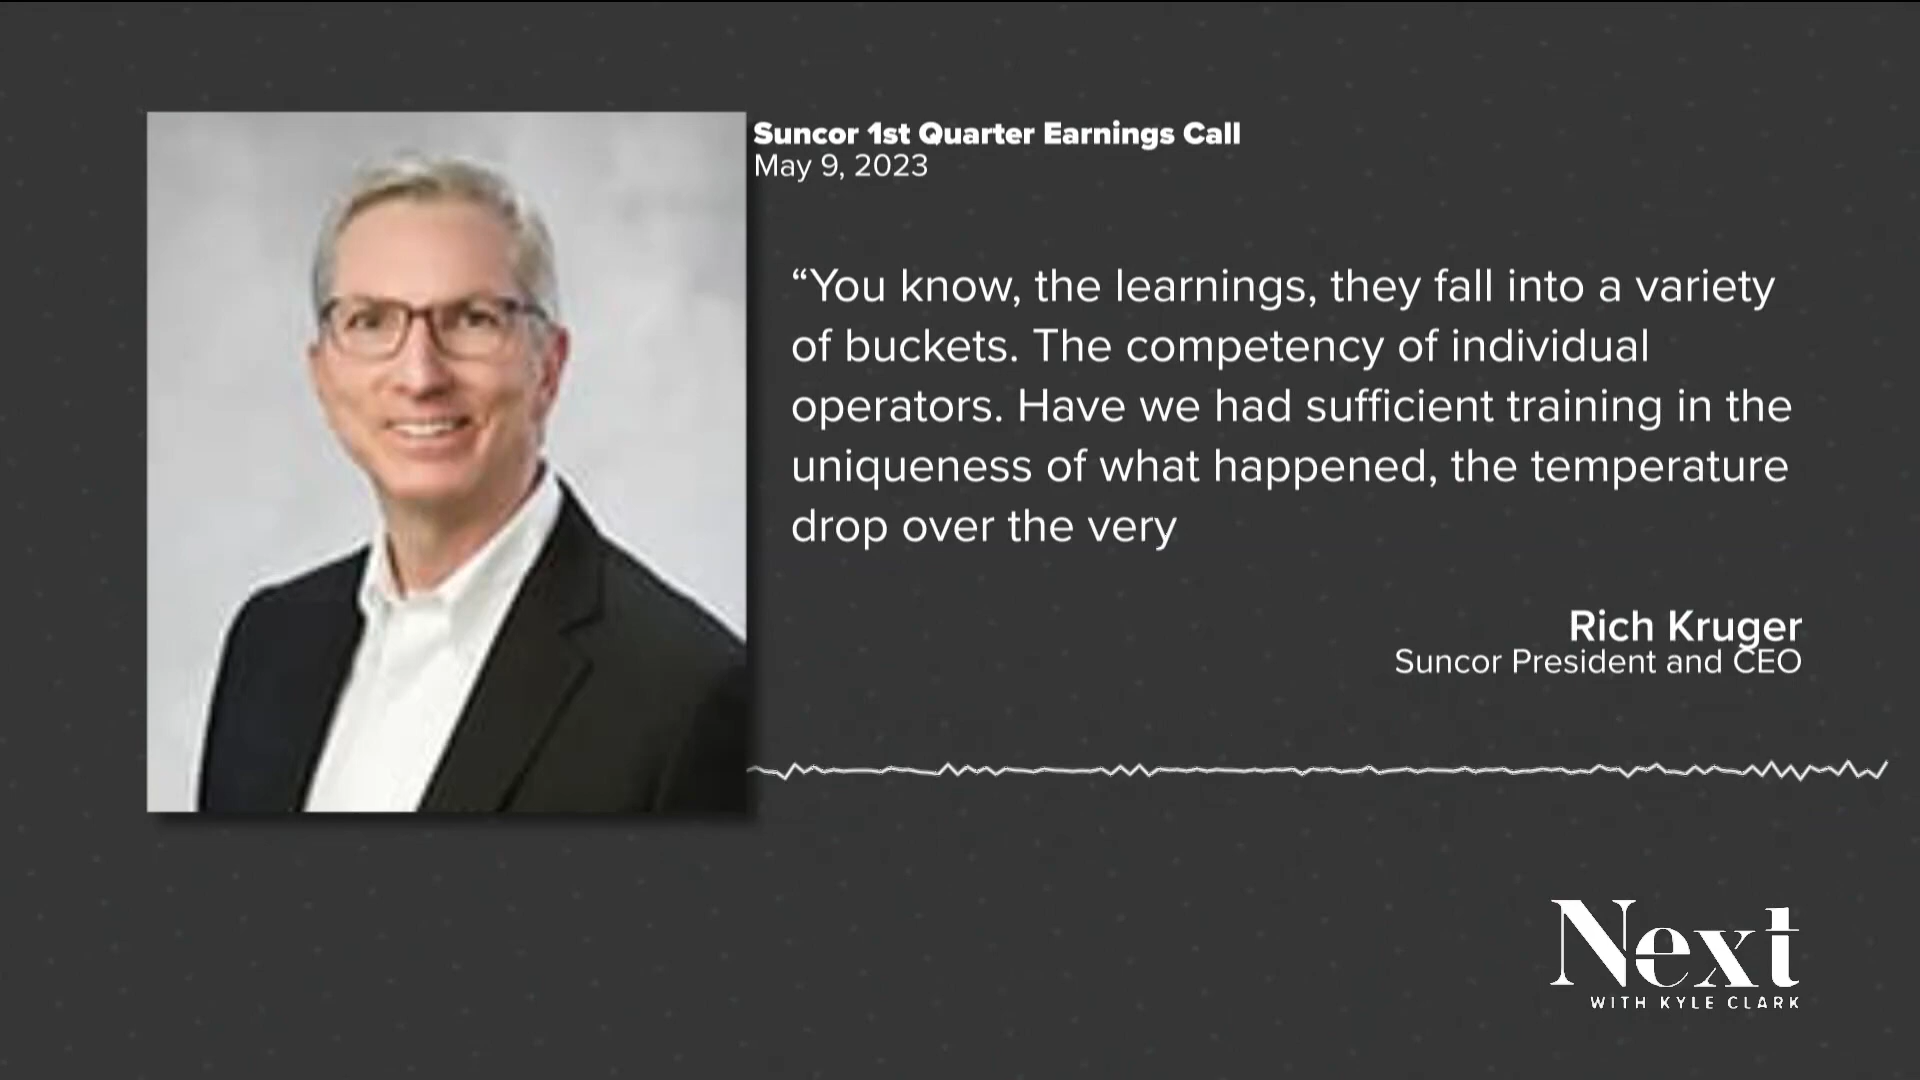 Suncor 1st Quarter Earnings Call
May 9, 2023
“You know, the learnings, they fall into a variety
of buckets. The competency of individual
operators. Have we had sufficient training in the
uniqueness of what happened, the temperature
drop over the very
Rich Kruger
Suncor President and CEO
Next
WITH KYLE CLARK